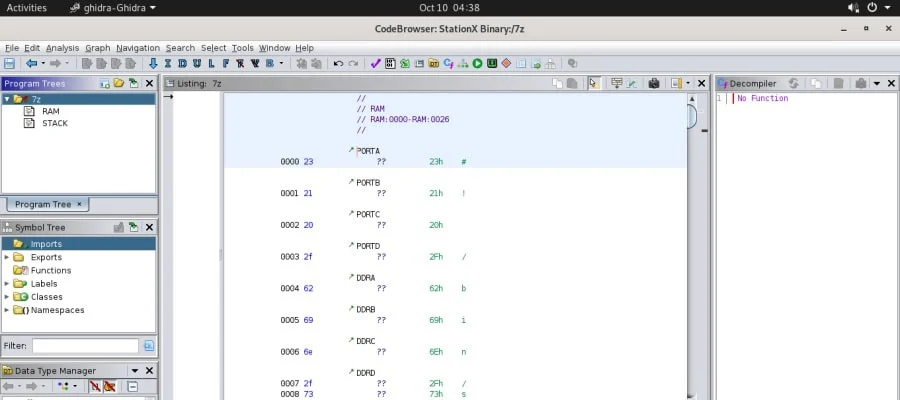 Activities ghidra-Ghidra Oct 10 04:38
CodeBrowser: StationX Binary:/7z
File Edit Analysis Graph Navigation Search Select Tools Window Help
I D U L F V B
Program Trees
7z
RAM
STACK
Program Tree ×
Symbol Tree
Imports
Exports
Functions
Labels
Classes
Namespaces
Filter:
Data Type Manager
Listing: 7z
//
// RAM
// RAM:0000-RAM:0026
//
PORTA
0000 23 ?? 23h #
PORTB
0001 21 ?? 21h !
PORTC
0002 20 ?? 20h
PORTD
0003 2f ?? 2Fh /
DDRA
0004 62 ?? 62h b
DDRB
0005 69 ?? 69h i
DDRC
0006 6e ?? 6Eh n
DDRD
0007 2f ?? 2Fh /
0008 73 ?? 73h s
Decompiler
1 No Function